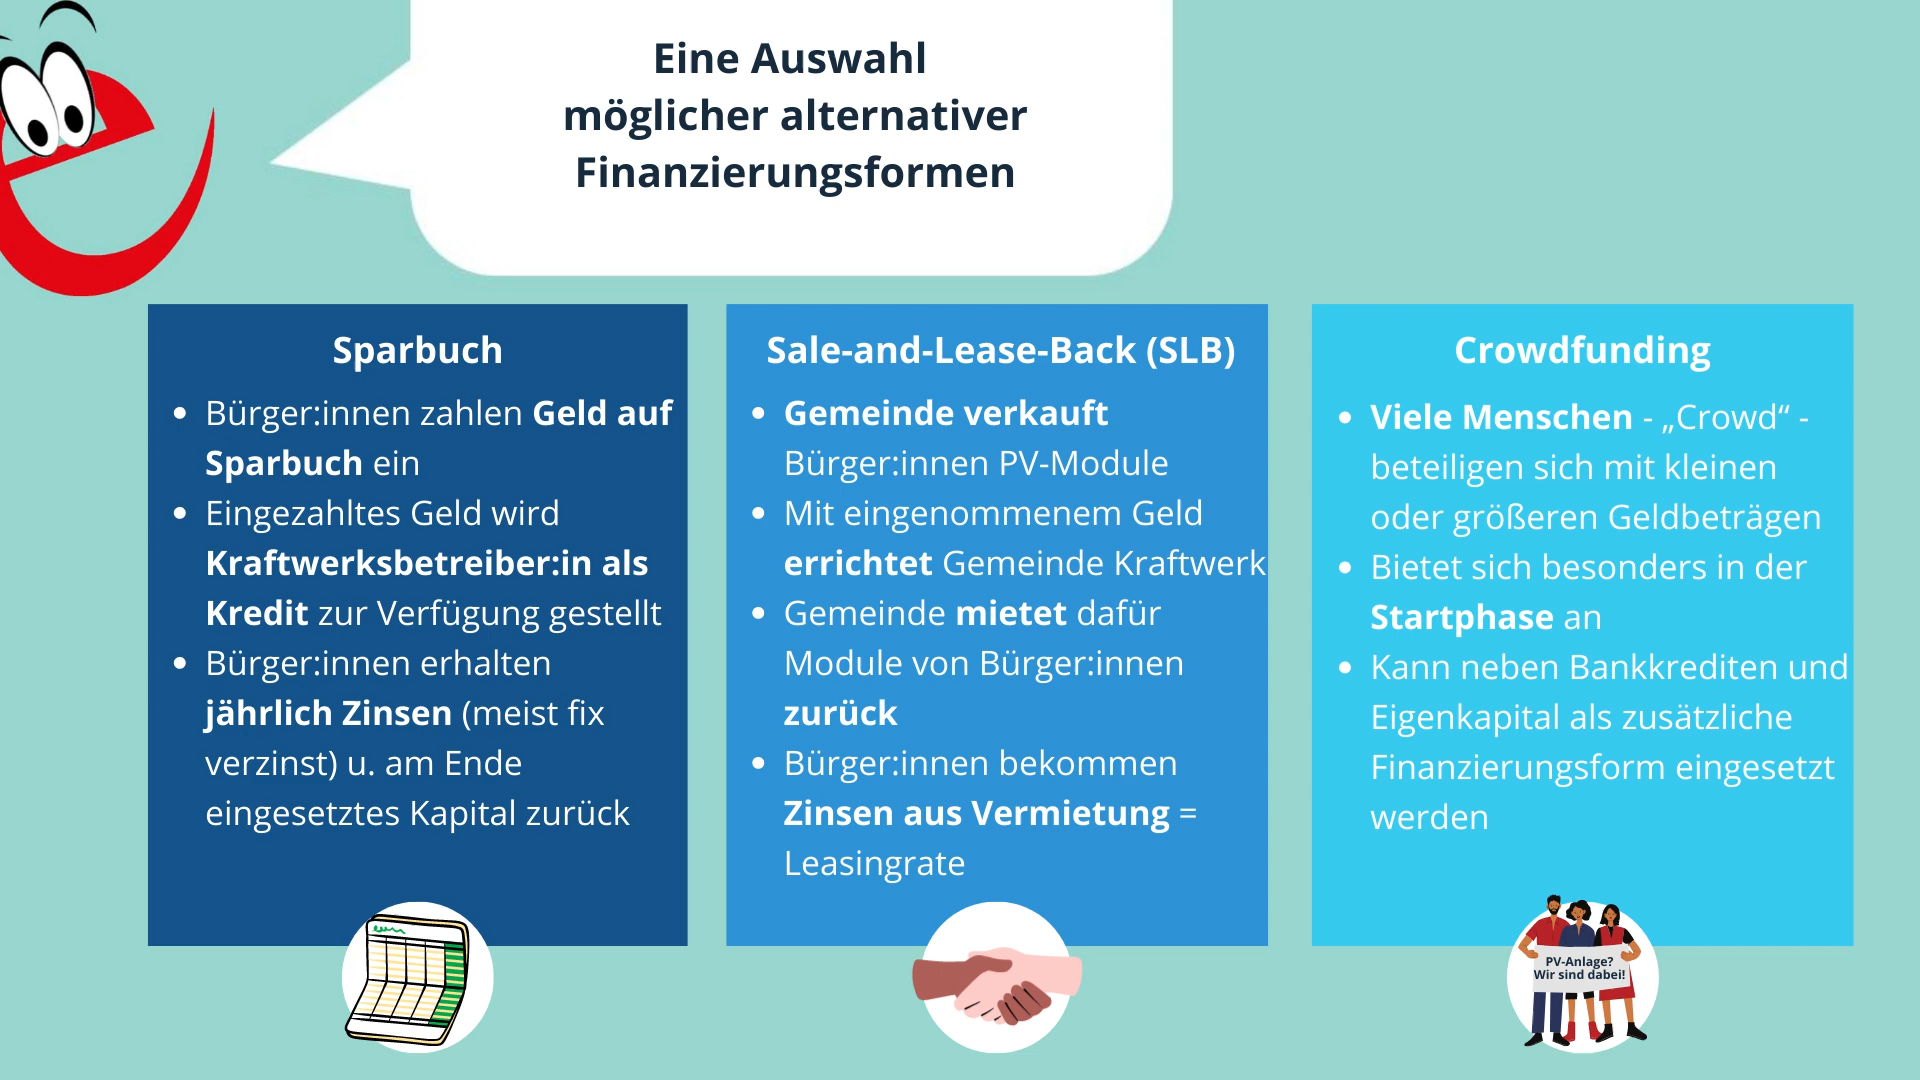 Eine Auswahl
möglicher alternativer
Finanzierungsformen
Sparbuch
• Bürger:innen zahlen Geld auf
Sparbuch ein
• Eingezahltes Geld wird
Kraftwerksbetreiber:in als
Kredit zur Verfügung gestellt
• Bürger:innen erhalten
jährlich Zinsen (meist fix
verzinst) u. am Ende
eingesetztes Kapital zurück
Sale-and-Lease-Back (SLB)
• Gemeinde verkauft
Bürger:innen PV-Module
• Mit eingenommenem Geld
errichtet Gemeinde Kraftwerk
• Gemeinde mietet dafür
Module von Bürger:innen
zurück
• Bürger:innen bekommen
Zinsen aus Vermietung =
Leasingrate
Crowdfunding
• Viele Menschen - „Crowd“ -
beteiligen sich mit kleinen
oder größeren Geldbeträgen
• Bietet sich besonders in der
Startphase an
• Kann neben Bankkrediten und
Eigenkapital als zusätzliche
Finanzierungsform eingesetzt
werden
PV-Anlage?
Wir sind dabei!